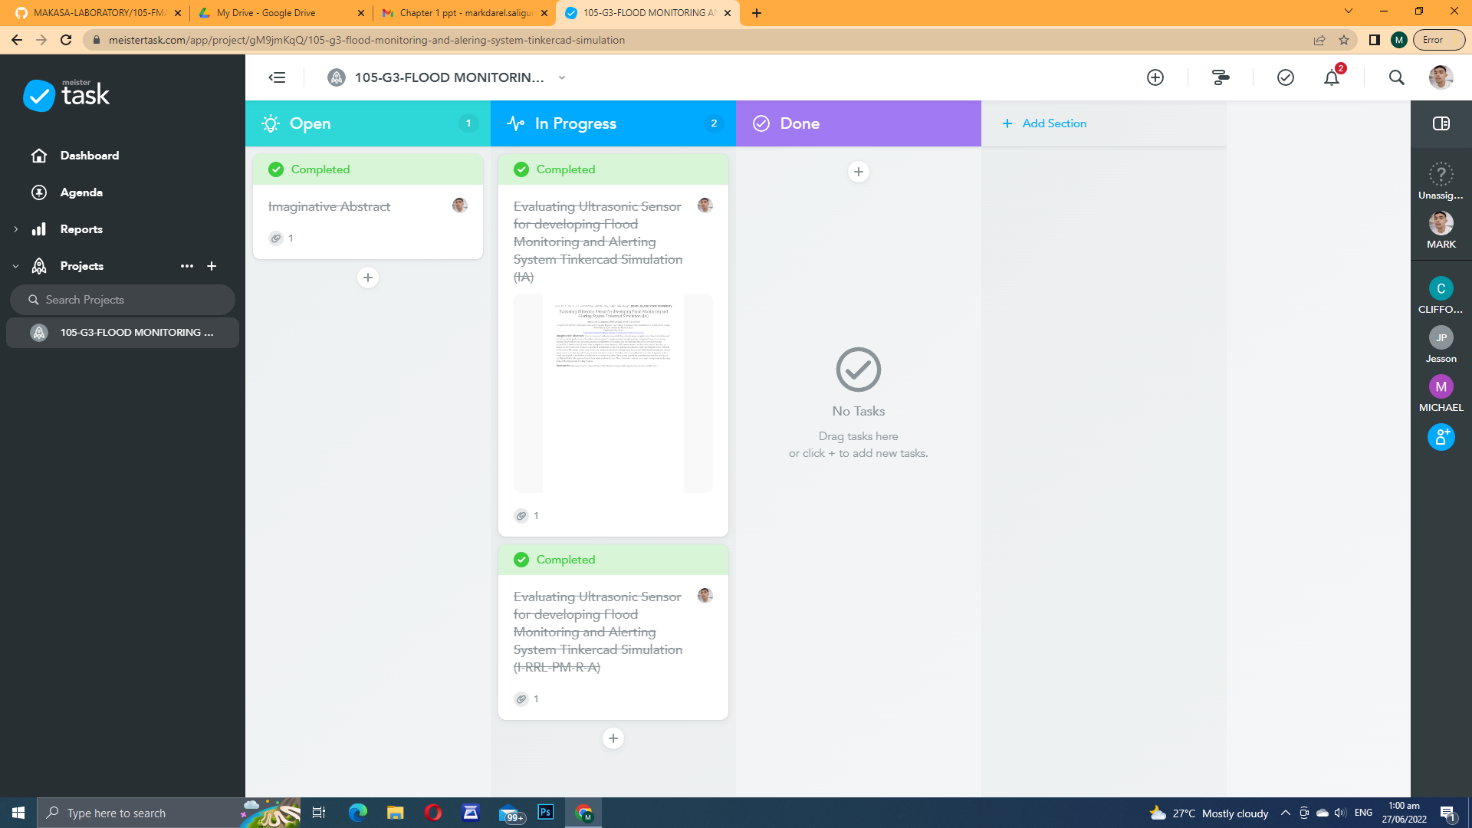 MAKASA-LABORATORY/105-FMA
My Drive - Google Drive
Chapter 1 ppt - markdarel.saligu
105-G3-FLOOD MONITORING A
meistertask.com/app/project/gM9jmKqQ/105-g3-flood-monitoring-and-alering-system-tinkercad-simulation
M
Error
meister
task
105-G3-FLOOD MONITORIN...
2
Dashboard
Agenda
Reports
Projects
Search Projects
105-G3-FLOOD MONITORING ...
Open
1
Completed
Imaginative Abstract
1
In Progress
2
Completed
Evaluating Ultrasonic Sensor
for developing Flood
Monitoring and Alerting
System Tinkercad Simulation
(IA)
1
Completed
Evaluating Ultrasonic Sensor
for developing Flood
Monitoring and Alerting
System Tinkercad Simulation
(I-RRL-PM-R-A)
1
Done
No Tasks
Drag tasks here
or click + to add new tasks.
Add Section
Unassig...
MARK
C
CLIFFO...
JP
Jesson
M
MICHAEL
Type here to search
99+
Ps
27°C Mostly cloudy
ENG
1:00 am
27/06/2022
1